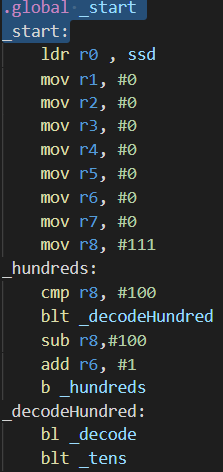 .global _start
_start:
ldr r0 , ssd
mov r1, #0
mov r2, #0
mov r3, #0
mov r4, #0
mov r5, #0
mov r6, #0
mov r7, #0
mov r8, #111
_hundreds:
cmp r8, #100
blt _decodeHundred
sub r8,#100
add r6, #1
b _hundreds
_decodeHundred:
bl _decode
blt _tens